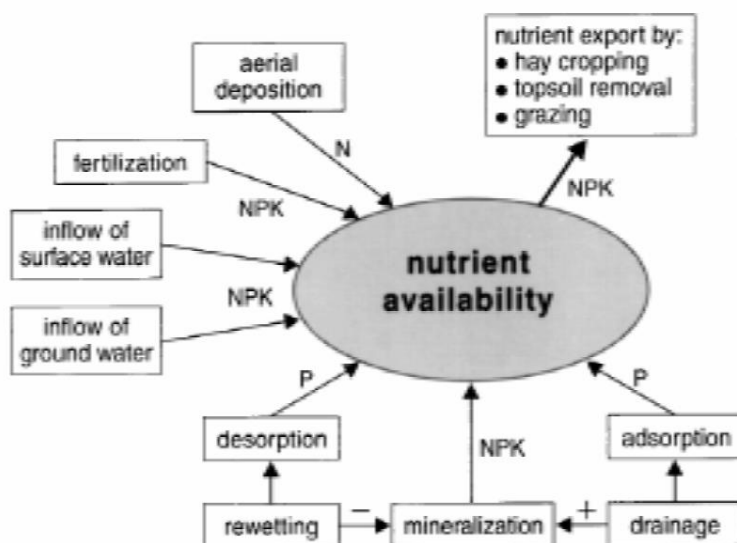 nutrient export by:
● hay cropping
● topsoil removal
● grazing
aerial
deposition
N
fertilization
NPK
NPK
inflow of
surface water
nutrient
availability
NPK
inflow of
ground water
P
P
desorption
NPK
adsorption
rewetting
−
mineralization
+
drainage